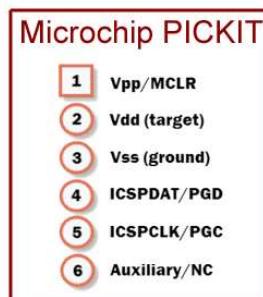 Microchip PICKIT
1 Vpp/MCLR
2 Vdd (target)
3 Vss (ground)
4 ICSPDAT/PGD
5 ICSPCLK/PGC
6 Auxiliary/NC